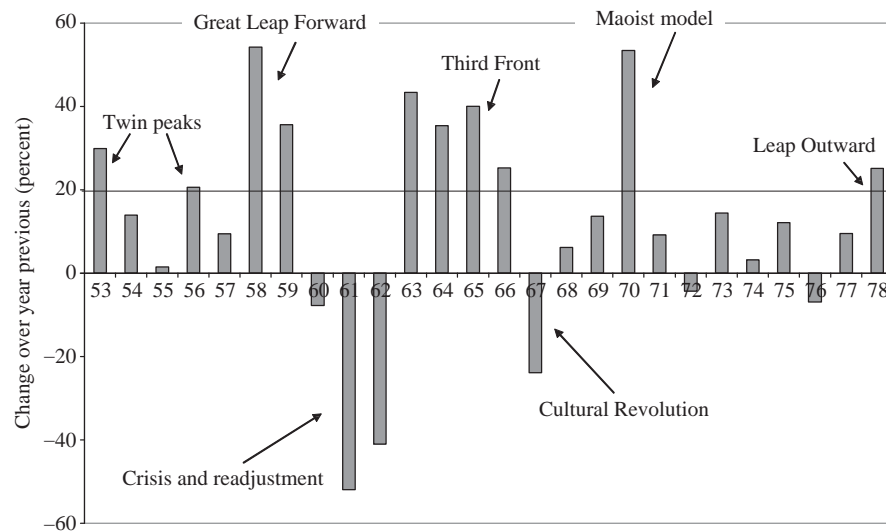 60
Great Leap Forward
Maoist model
Third Front
40
Twin peaks
Leap Outward
20
0
53 54 55 56 57 58 59 60 61 62 63 64 65 66 67 68 69 70 71 72 73 74 75 76 77 78
–20
Cultural Revolution
–40
Crisis and readjustment
–60
Change over year previous (percent)